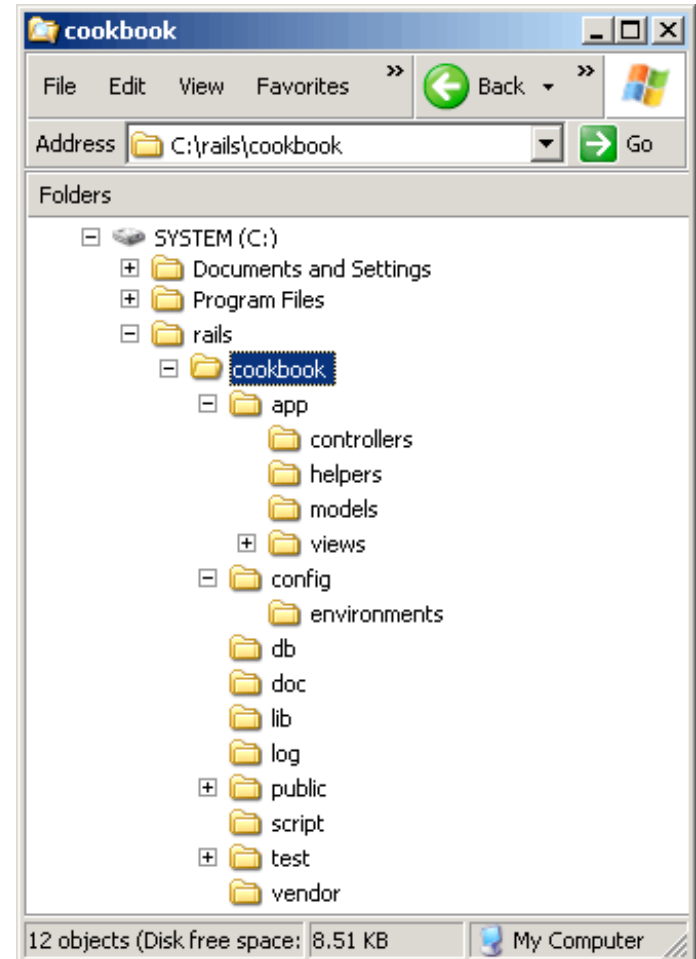 cookbook
File Edit View Favorites » Back »
Address C:\rails\cookbook Go
Folders
SYSTEM (C:)
Documents and Settings
Program Files
rails
cookbook
app
controllers
helpers
models
views
config
environments
db
doc
lib
log
public
script
test
vendor
12 objects (Disk free space: 8.51 KB My Computer